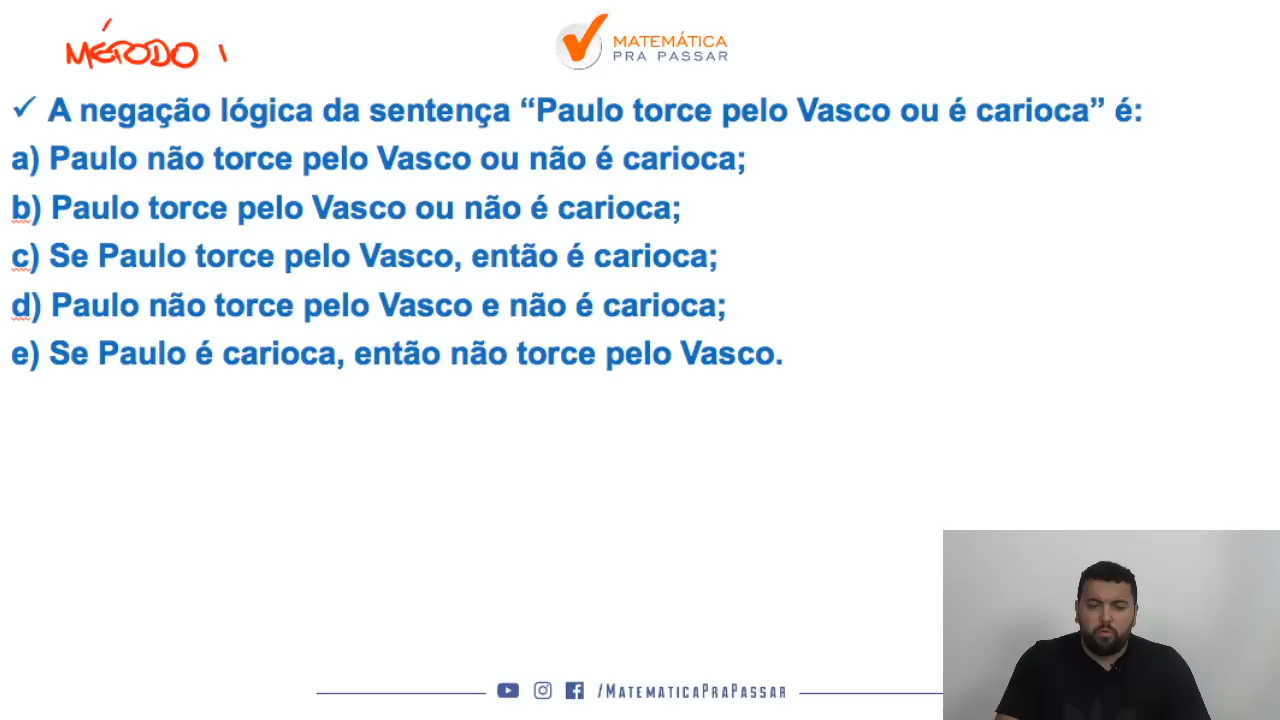 MÉTODO 1
MATEMÁTICA
PRA PASSAR
✓ A negação lógica da sentença “Paulo torce pelo Vasco ou é carioca” é:
a) Paulo não torce pelo Vasco ou não é carioca;
b) Paulo torce pelo Vasco ou não é carioca;
c) Se Paulo torce pelo Vasco, então é carioca;
d) Paulo não torce pelo Vasco e não é carioca;
e) Se Paulo é carioca, então não torce pelo Vasco.
/MATEMATICAPRAPASSAR